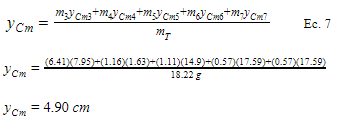 y_Cm = (m_3y_Cm3+m_4y_Cm4+m_5y_Cm5+m_6y_Cm6+m_7y_Cm7)/m_T Ec. 7
y_Cm = ((6.41)(7.95)+(1.16)(1.63)+(1.11)(14.9)+(0.57)(17.59)+(0.57)(17.59))/18.22 g
y_Cm = 4.90 cm